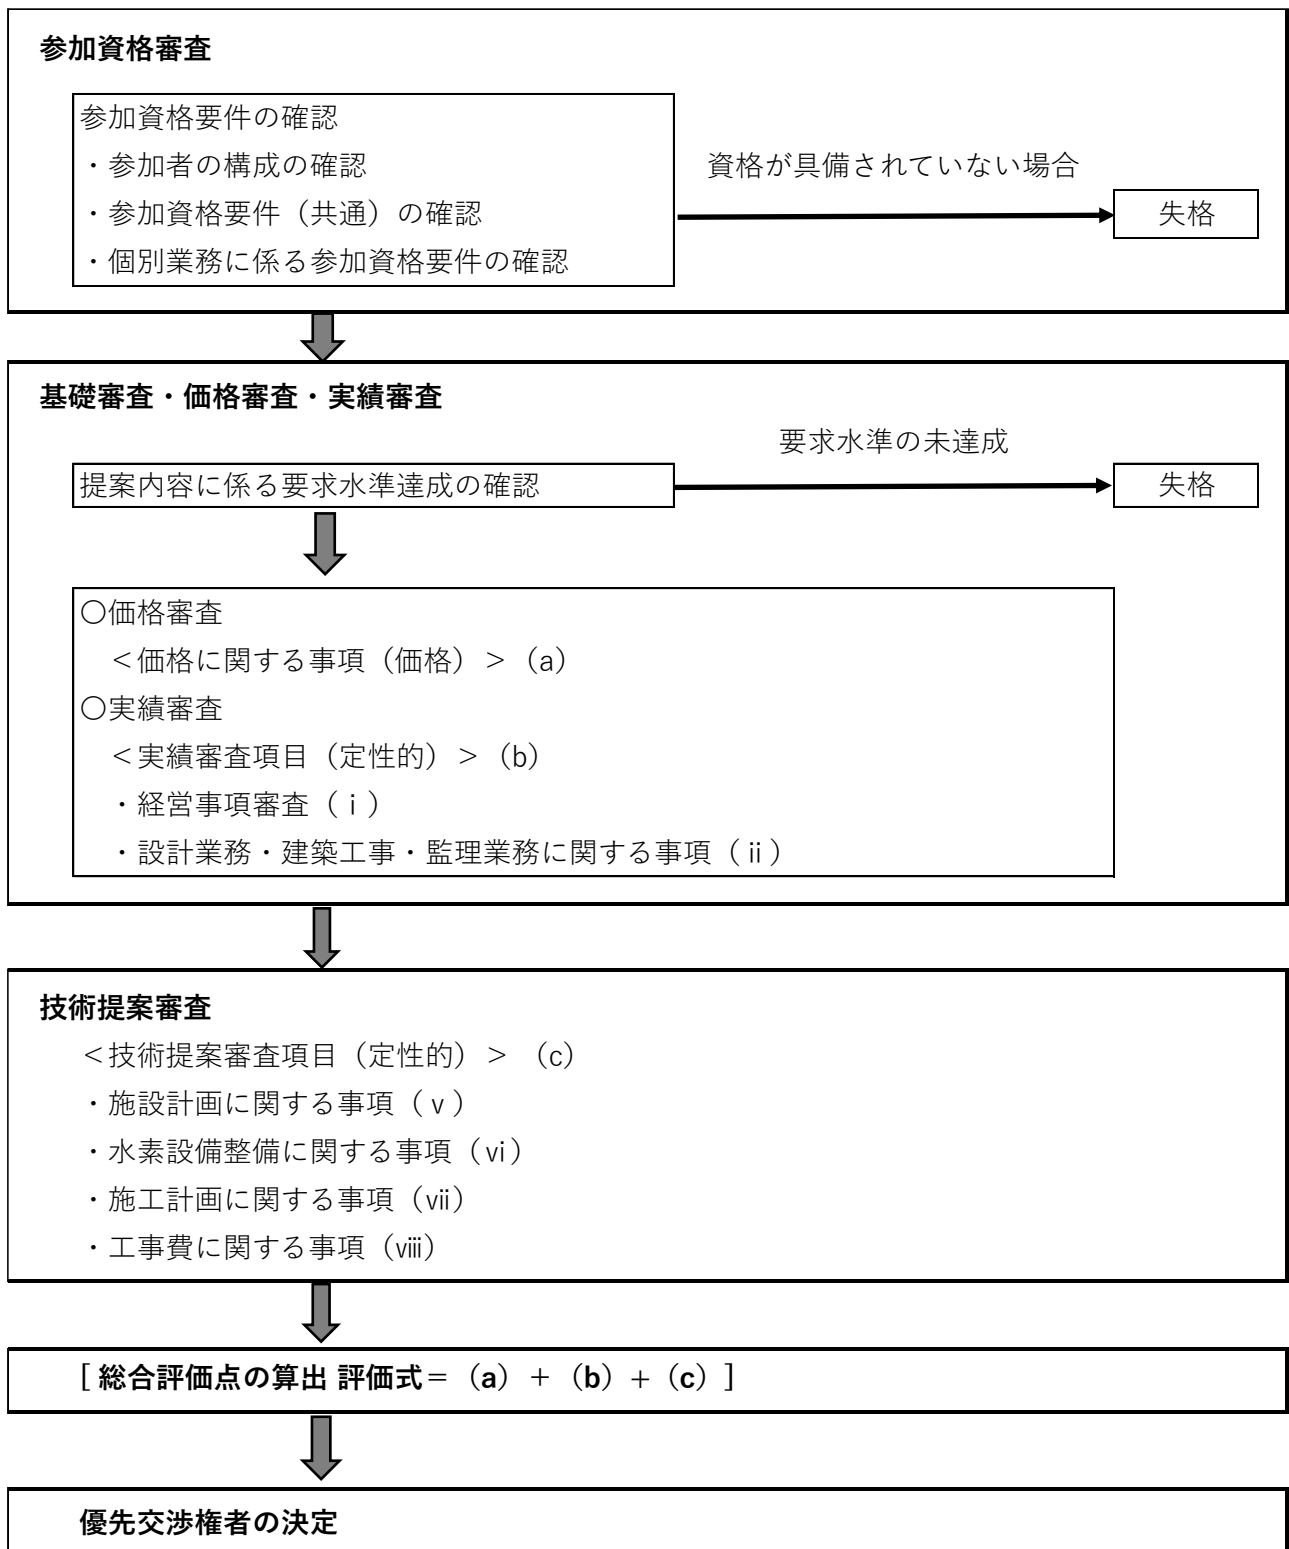 参加資格審査
参加資格要件の確認
・参加者の構成の確認
資格が具備されていない場合
・参加資格要件（共通）の確認
失格
・個別業務に係る参加資格要件の確認
基礎審査・価格審査・実績審査
要求水準の未達成
提案内容に係る要求水準達成の確認
失格
〇価格審査
＜価格に関する事項（価格）＞（a）
〇実績審査
＜実績審査項目（定性的）＞（b）
・経営事項審査（ⅰ）
・設計業務・建築工事・監理業務に関する事項（ⅱ）
技術提案審査
＜技術提案審査項目（定性的）＞ （c）
・施設計画に関する事項（ⅴ）
・水素設備整備に関する事項（ⅵ）
・施工計画に関する事項（ⅶ）
・工事費に関する事項（ⅷ）
［ 総合評価点の算出 評価式＝（a）＋（b）＋（c）］
優先交渉権者の決定